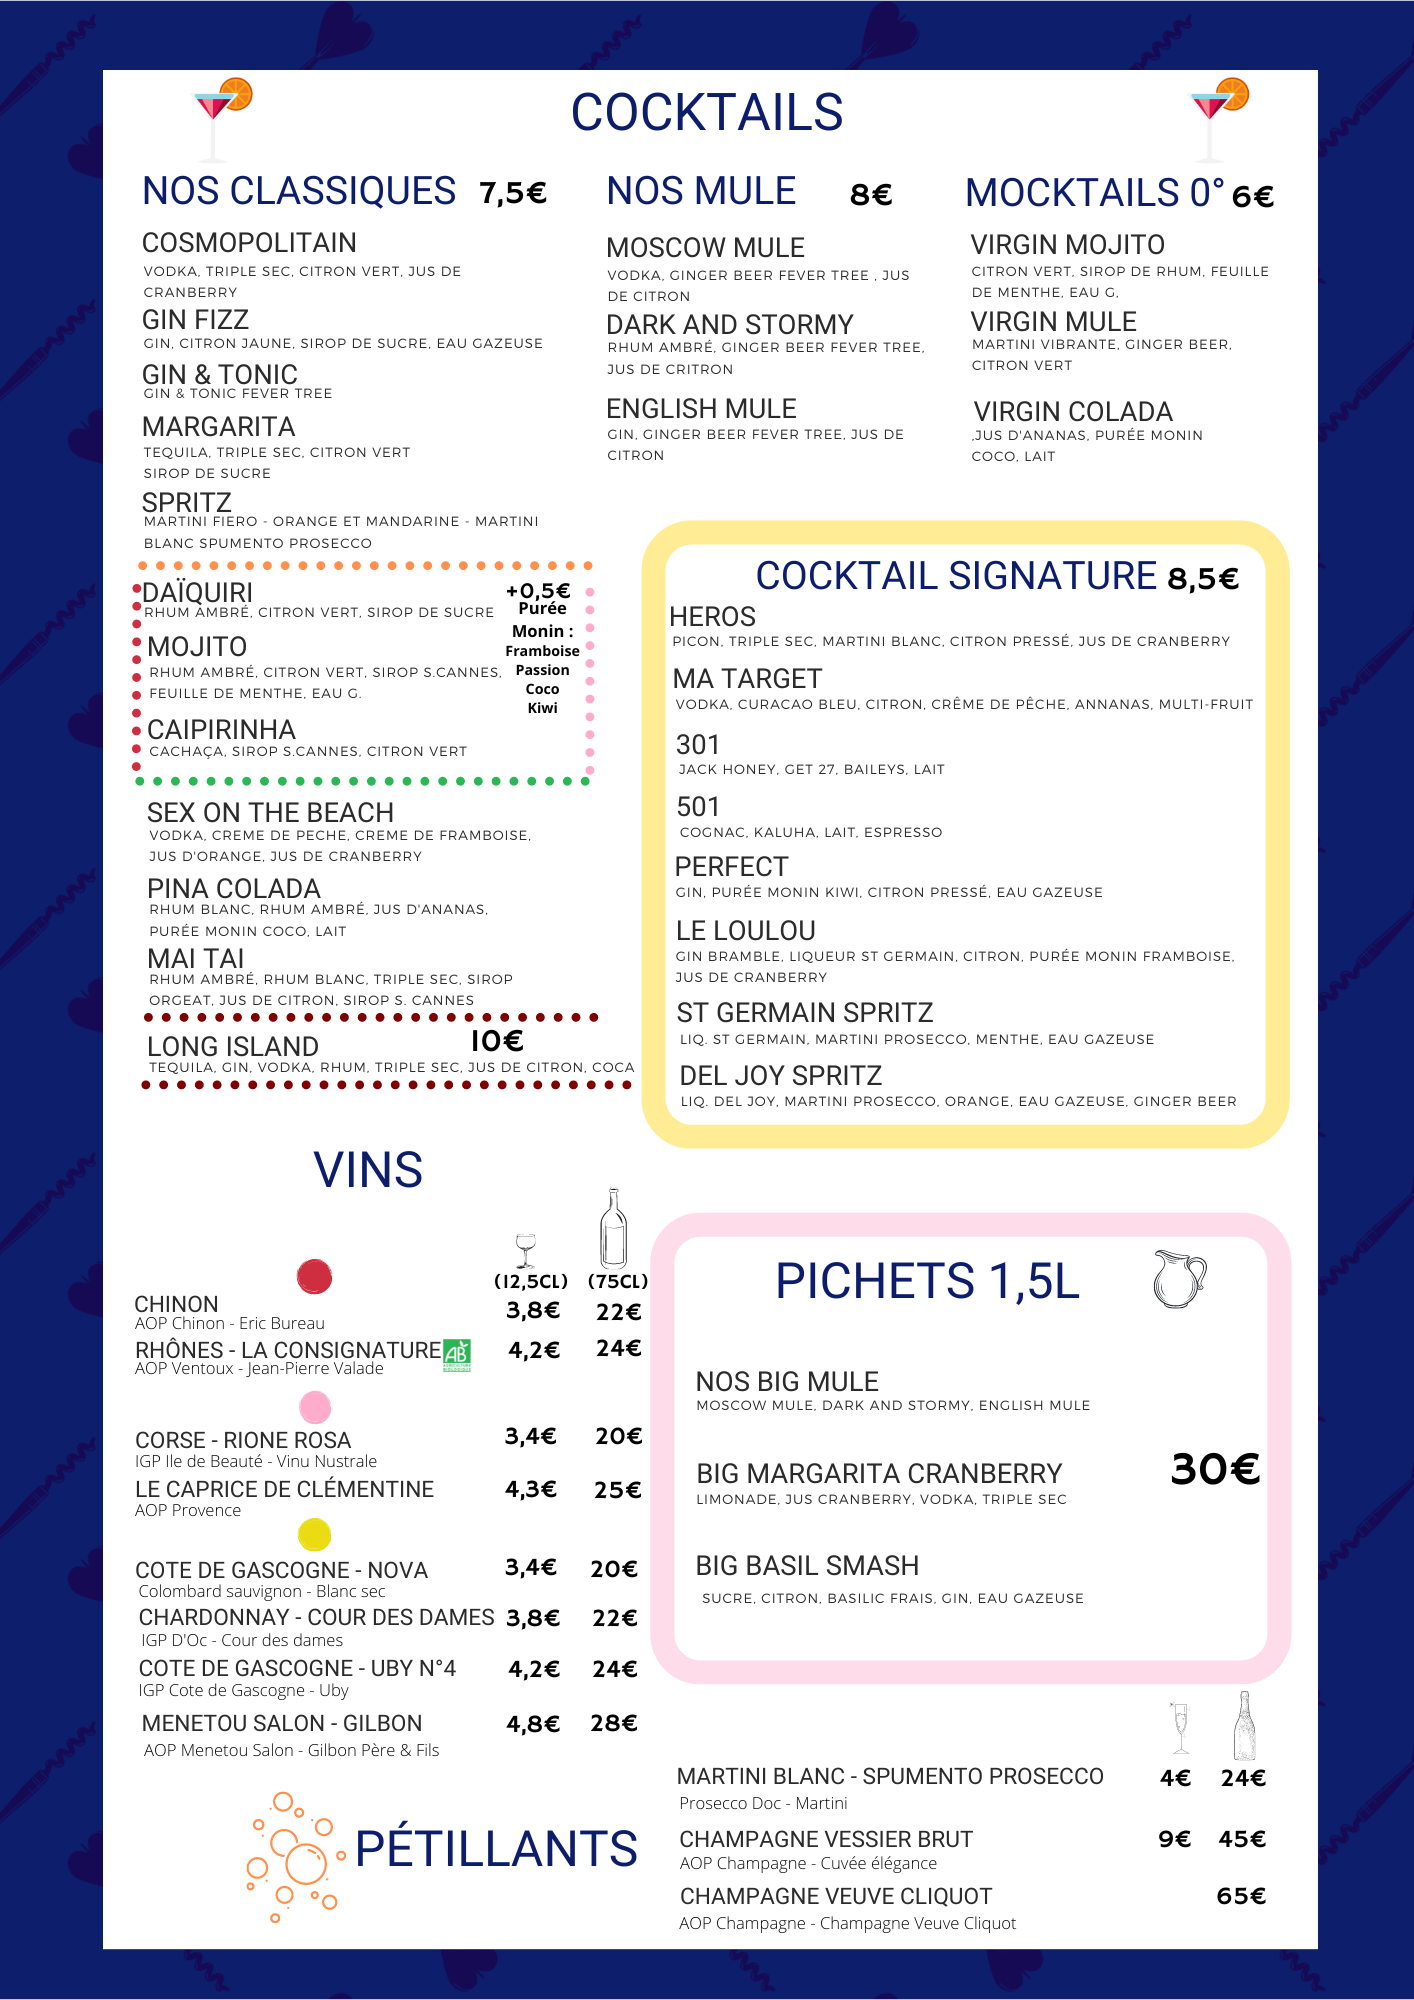 COCKTAILS
NOS CLASSIQUES 7,5€
COSMOPOLITAIN
VODKA, TRIPLE SEC, CITRON VERT, JUS DE
CRANBERRY
GIN FIZZ
GIN, CITRON JAUNE, SIROP DE SUCRE, EAU GAZEUSE
GIN & TONIC
GIN & TONIC FEVER TREE
MARGARITA
TEQUILA, TRIPLE SEC, CITRON VERT
SIROP DE SUCRE
SPRITZ
MARTINI FIERO - ORANGE ET MANDARINE - MARTINI
BLANC SPUMENTO PROSECCO
DAÏQUIRI
RHUM AMBRÉ, CITRON VERT, SIROP DE SUCRE
MOJITO
RHUM AMBRÉ, CITRON VERT, SIROP S.CANNES,
FEUILLE DE MENTHE, EAU G.
CAIPIRINHA
CACHAÇA, SIROP S.CANNES, CITRON VERT
+0,5€
Purée
Monin :
Framboise
Passion
Coco
Kiwi
SEX ON THE BEACH
VODKA, CREME DE PECHE, CREME DE FRAMBOISE,
JUS D'ORANGE, JUS DE CRANBERRY
PINA COLADA
RHUM BLANC, RHUM AMBRÉ, JUS D'ANANAS,
PURÉE MONIN COCO, LAIT
MAI TAI
RHUM AMBRÉ, RHUM BLANC, TRIPLE SEC, SIROP
ORGEAT, JUS DE CITRON, SIROP S. CANNES
LONG ISLAND 10€
TEQUILA, GIN, VODKA, RHUM, TRIPLE SEC, JUS DE CITRON, COCA
NOS MULE 8€
MOSCOW MULE
VODKA, GINGER BEER FEVER TREE , JUS
DE CITRON
DARK AND STORMY
RHUM AMBRÉ, GINGER BEER FEVER TREE,
JUS DE CRITRON
ENGLISH MULE
GIN, GINGER BEER FEVER TREE, JUS DE
CITRON
MOCKTAILS 0° 6€
VIRGIN MOJITO
CITRON VERT, SIROP DE RHUM, FEUILLE
DE MENTHE, EAU G,
VIRGIN MULE
MARTINI VIBRANTE, GINGER BEER,
CITRON VERT
VIRGIN COLADA
,JUS D'ANANAS, PURÉE MONIN
COCO, LAIT
COCKTAIL SIGNATURE 8,5€
HEROS
PICON, TRIPLE SEC, MARTINI BLANC, CITRON PRESSÉ, JUS DE CRANBERRY
MA TARGET
VODKA, CURACAO BLEU, CITRON, CRÊME DE PÊCHE, ANNANAS, MULTI-FRUIT
301
JACK HONEY, GET 27, BAILEYS, LAIT
501
COGNAC, KALUHA, LAIT, ESPRESSO
PERFECT
GIN, PURÉE MONIN KIWI, CITRON PRESSÉ, EAU GAZEUSE
LE LOULOU
GIN BRAMBLE, LIQUEUR ST GERMAIN, CITRON, PURÉE MONIN FRAMBOISE,
JUS DE CRANBERRY
ST GERMAIN SPRITZ
LIQ. ST GERMAIN, MARTINI PROSECCO, MENTHE, EAU GAZEUSE
DEL JOY SPRITZ
LIQ. DEL JOY, MARTINI PROSECCO, ORANGE, EAU GAZEUSE, GINGER BEER
VINS
(12,5CL) (75CL)
CHINON 3,8€ 22€
AOP Chinon - Eric Bureau
RHÔNES - LA CONSIGNATURE AB 4,2€ 24€
AOP Ventoux - Jean-Pierre Valade
CORSE - RIONE ROSA 3,4€ 20€
IGP Ile de Beauté - Vinu Nustrale
LE CAPRICE DE CLÉMENTINE 4,3€ 25€
AOP Provence
COTE DE GASCOGNE - NOVA 3,4€ 20€
Colombard sauvignon - Blanc sec
CHARDONNAY - COUR DES DAMES 3,8€ 22€
IGP D'Oc - Cour des dames
COTE DE GASCOGNE - UBY N°4 4,2€ 24€
IGP Cote de Gascogne - Uby
MENETOU SALON - GILBON 4,8€ 28€
AOP Menetou Salon - Gilbon Père & Fils
PICHETS 1,5L
NOS BIG MULE
MOSCOW MULE, DARK AND STORMY, ENGLISH MULE
BIG MARGARITA CRANBERRY 30€
LIMONADE, JUS CRANBERRY, VODKA, TRIPLE SEC
BIG BASIL SMASH
SUCRE, CITRON, BASILIC FRAIS, GIN, EAU GAZEUSE
PÉTILLANTS
MARTINI BLANC - SPUMENTO PROSECCO 4€ 24€
Prosecco Doc - Martini
CHAMPAGNE VESSIER BRUT 9€ 45€
AOP Champagne - Cuvée élégance
CHAMPAGNE VEUVE CLIQUOT 65€
AOP Champagne - Champagne Veuve Cliquot